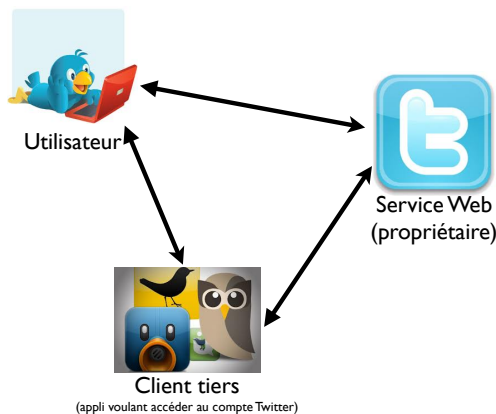 Utilisateur
Service Web
(propriétaire)
Client tiers
(appli voulant accéder au compte Twitter)